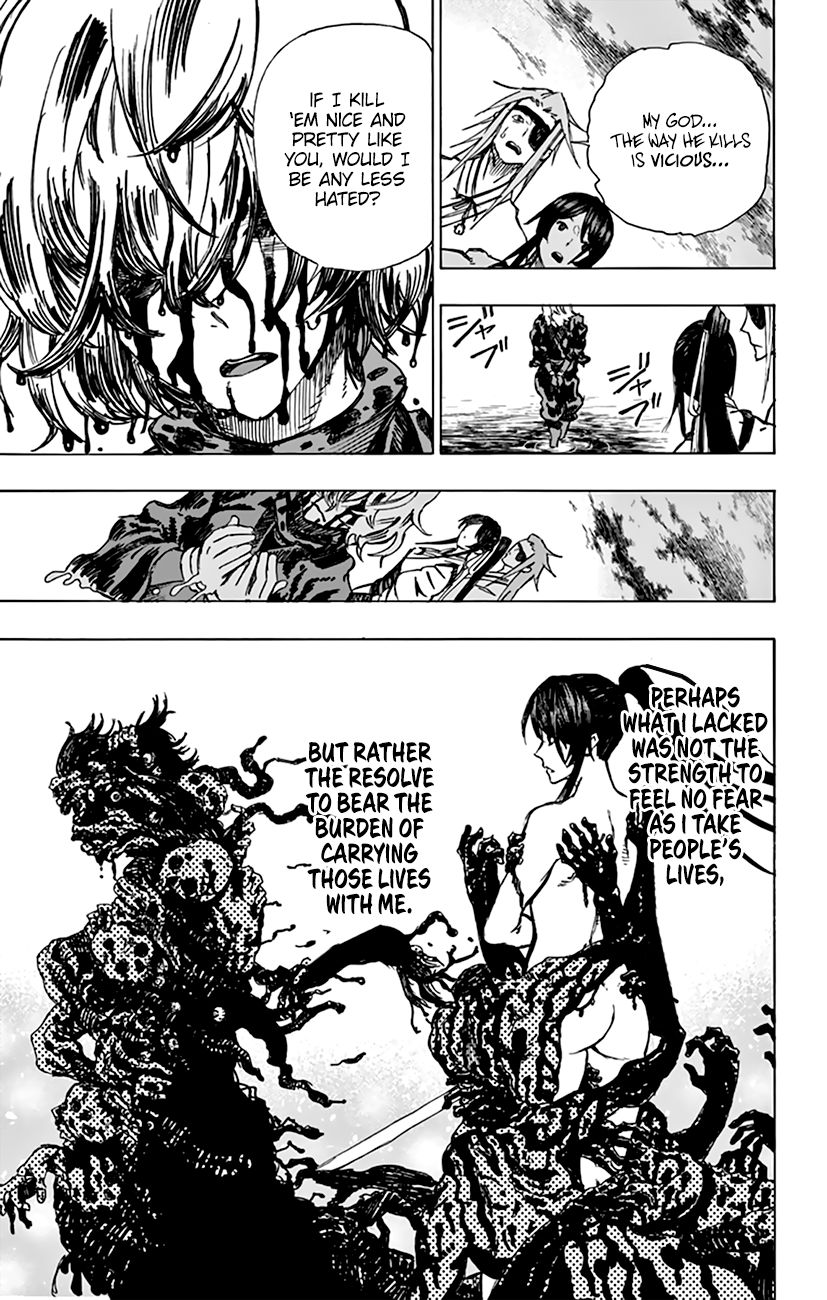 MY GOD...
THE WAY HE KILLS
IS VICIOUS...
IF I KILL
'EM NICE AND
PRETTY LIKE
YOU, WOULD I
BE ANY LESS
HATED?
ジャブ
ジャブ
PERHAPS
WHAT I LACKED
WAS NOT THE
STRENGTH TO
FEEL NO FEAR
AS I TAKE
PEOPLE'S
LIVES,
BUT RATHER
THE RESOLVE
TO BEAR THE
BURDEN OF
CARRYING
THOSE LIVES
WITH ME.